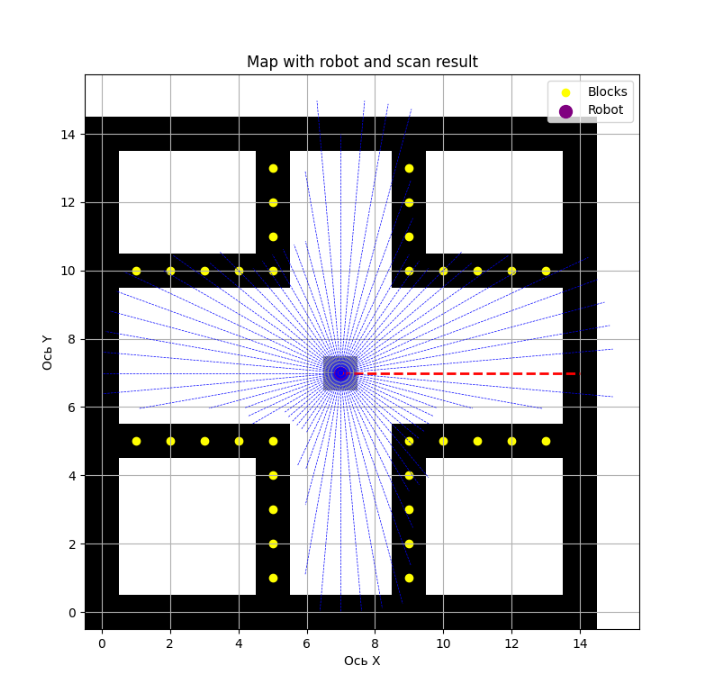 Map with robot and scan result
Blocks
Robot
Ось Y
14
12
10
8
6
4
2
0
0 2 4 6 8 10 12 14
Ось X